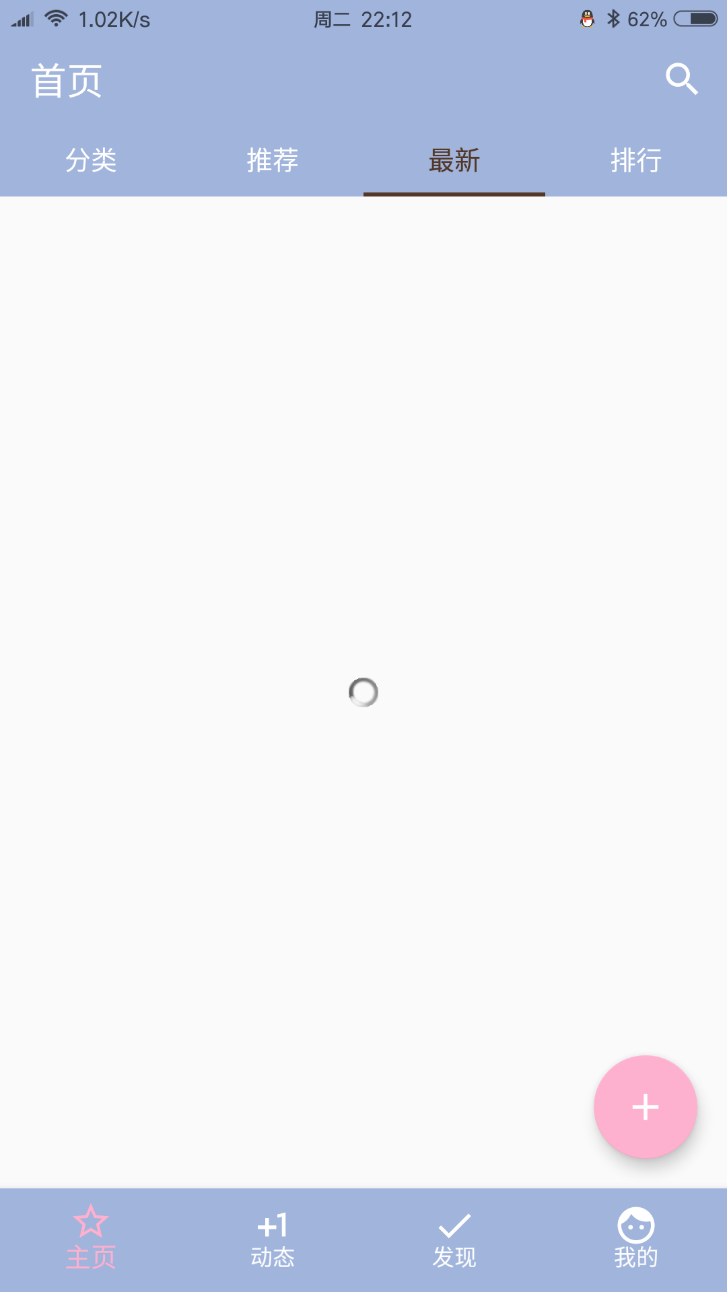 1.02K/s 周二 22:12 62%
首页
分类 推荐 最新 排行
+1
主页 动态 发现 我的